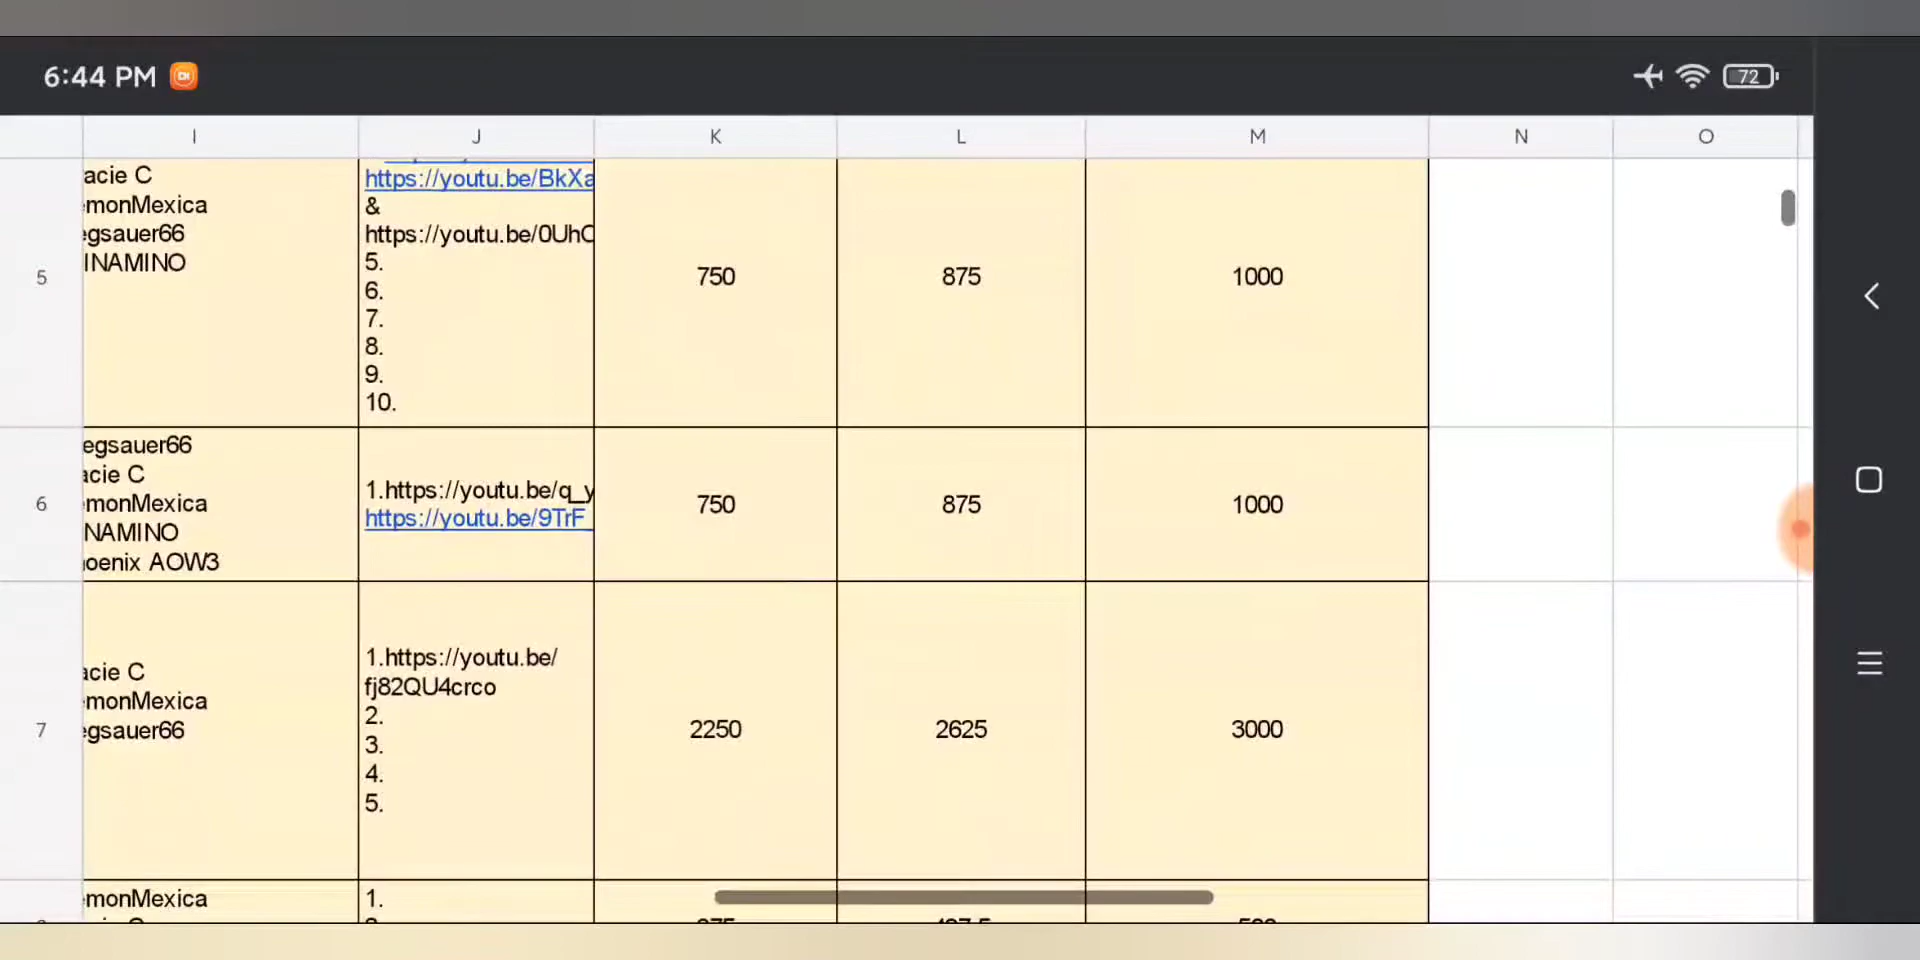 6:44 PM
72
I J K L M N O
acie C
monMexica
egsauer66
INAMINO
https://youtu.be/BkXa
&
https://youtu.be/0UhC
5.
6.
7.
8.
9.
10.
5
750
875
1000
egsauer66
acie C
monMexica
NAMINO
oenix AOW3
1.https://youtu.be/q_y
https://youtu.be/9TrF_
6
750
875
1000
acie C
monMexica
egsauer66
1.https://youtu.be/
fj82QU4crco
2.
3.
4.
5.
7
2250
2625
3000
monMexica
1.